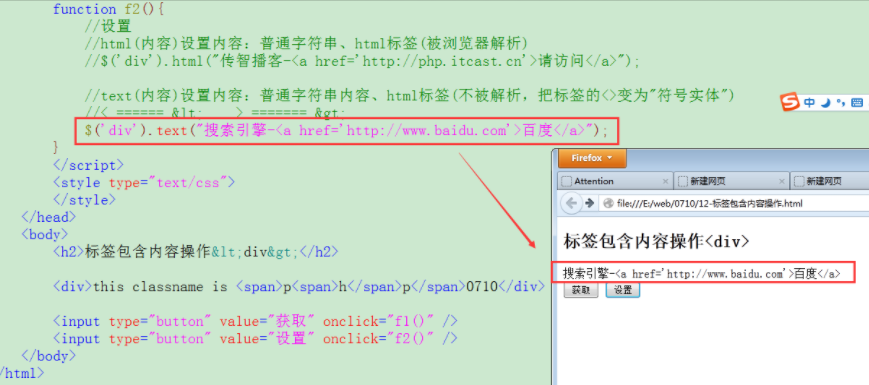 function f2(){
//设置
//html(内容)设置内容：普通字符串、html标签(被浏览器解析)
//$('div').html("传智播客-<a href='http://php.itcast.cn'>请访问</a>");
//text(内容)设置内容：普通字符串内容、html标签(不被解析，把标签的<>变为"符号实体")
//< ====== &lt; > ======= &gt;
$('div').text("搜索引擎-<a href='http://www.baidu.com'>百度</a>");
}
</script>
<style type="text/css">
</style>
</head>
<body>
<h2>标签包含内容操作&lt;div&gt;</h2>
<div>this classname is <span>p<span>h</span>p</span>0710</div>
<input type="button" value="获取" onclick="f1()" />
<input type="button" value="设置" onclick="f2()" />
</body>
</html>
S 中
Firefox
Attention × 新建网页 × 新建网页
file:///E:/web/0710/12-标签包含内容操作.html
标签包含内容操作<div>
搜索引擎-<a href='http://www.baidu.com'>百度</a>
获取 设置